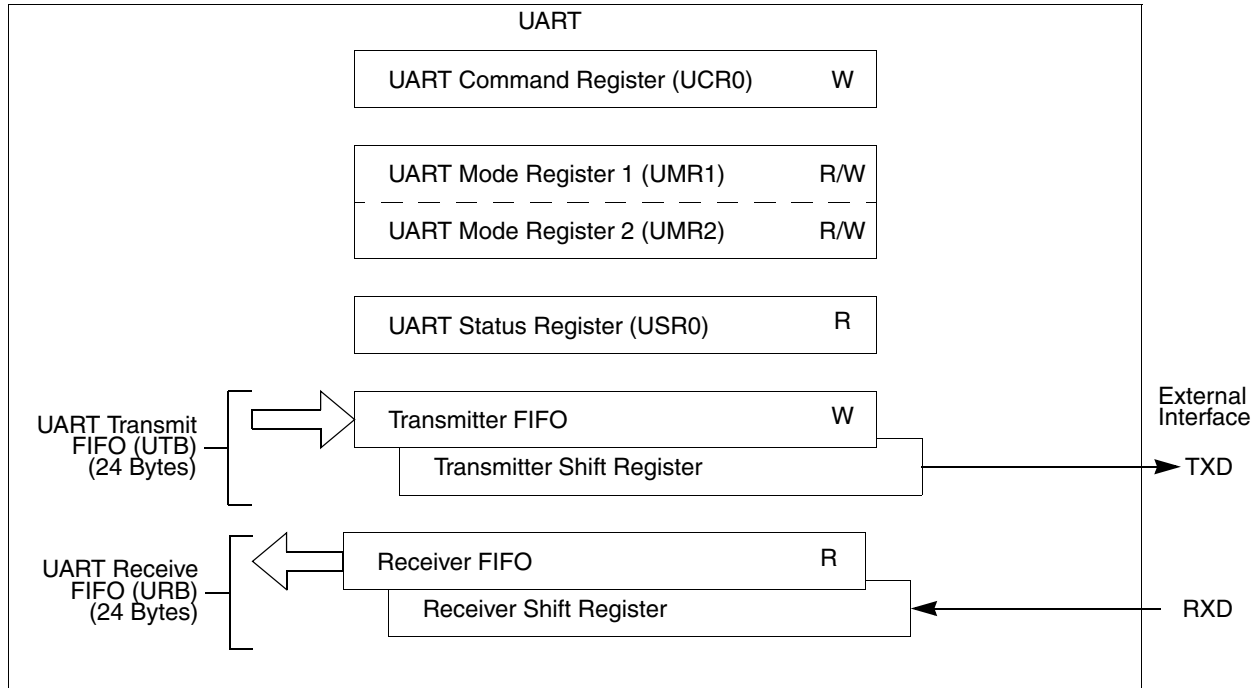 UART
UART Command Register (UCR0) W
UART Mode Register 1 (UMR1) R/W
UART Mode Register 2 (UMR2) R/W
UART Status Register (USR0) R
UART Transmit
FIFO (UTB)
(24 Bytes)
Transmitter FIFO W
Transmitter Shift Register
External
Interface
TXD
UART Receive
FIFO (URB)
(24 Bytes)
Receiver FIFO R
Receiver Shift Register
RXD